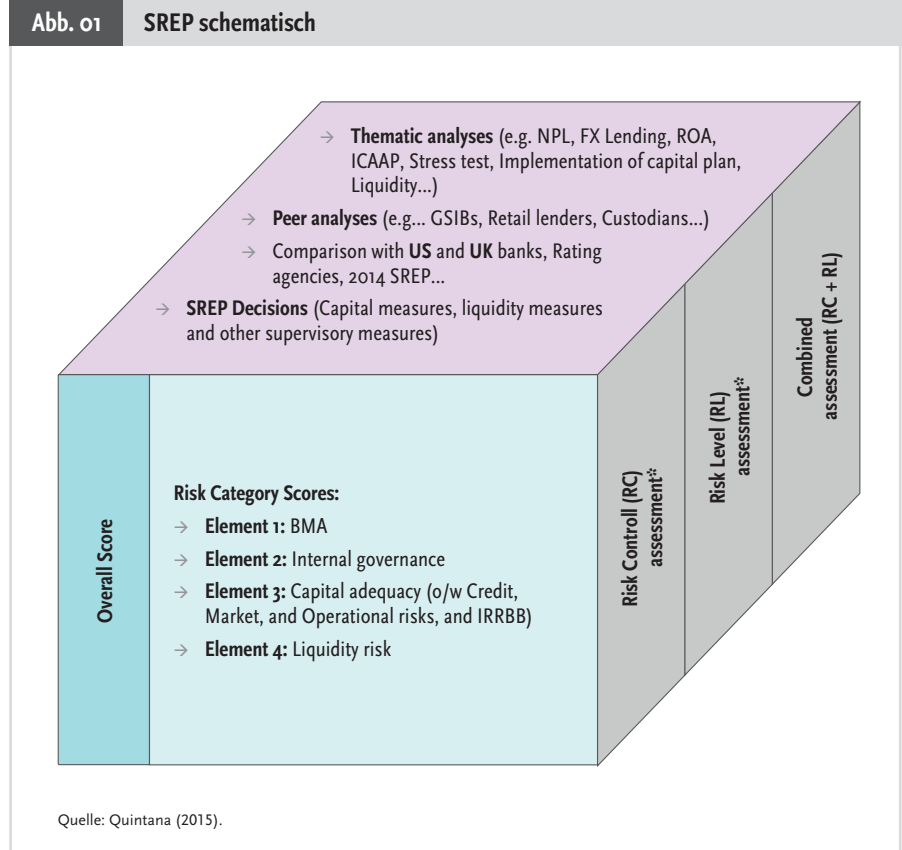 Abb. 01 SREP schematisch
→ Thematic analyses (e.g. NPL, FX Lending, ROA,
ICAAP, Stress test, Implementation of capital plan,
Liquidity...)
→ Peer analyses (e.g... GSIBs, Retail lenders, Custodians...)
→ Comparison with US and UK banks, Rating
agencies, 2014 SREP...
→ SREP Decisions (Capital measures, liquidity measures
and other supervisory measures)
Overall Score
Risk Category Scores:
→ Element 1: BMA
→ Element 2: Internal governance
→ Element 3: Capital adequacy (o/w Credit,
Market, and Operational risks, and IRRBB)
→ Element 4: Liquidity risk
Risk Controll (RC)
assessment*
Risk Level (RL)
assessment*
Combined
assessment (RC + RL)
Quelle: Quintana (2015).